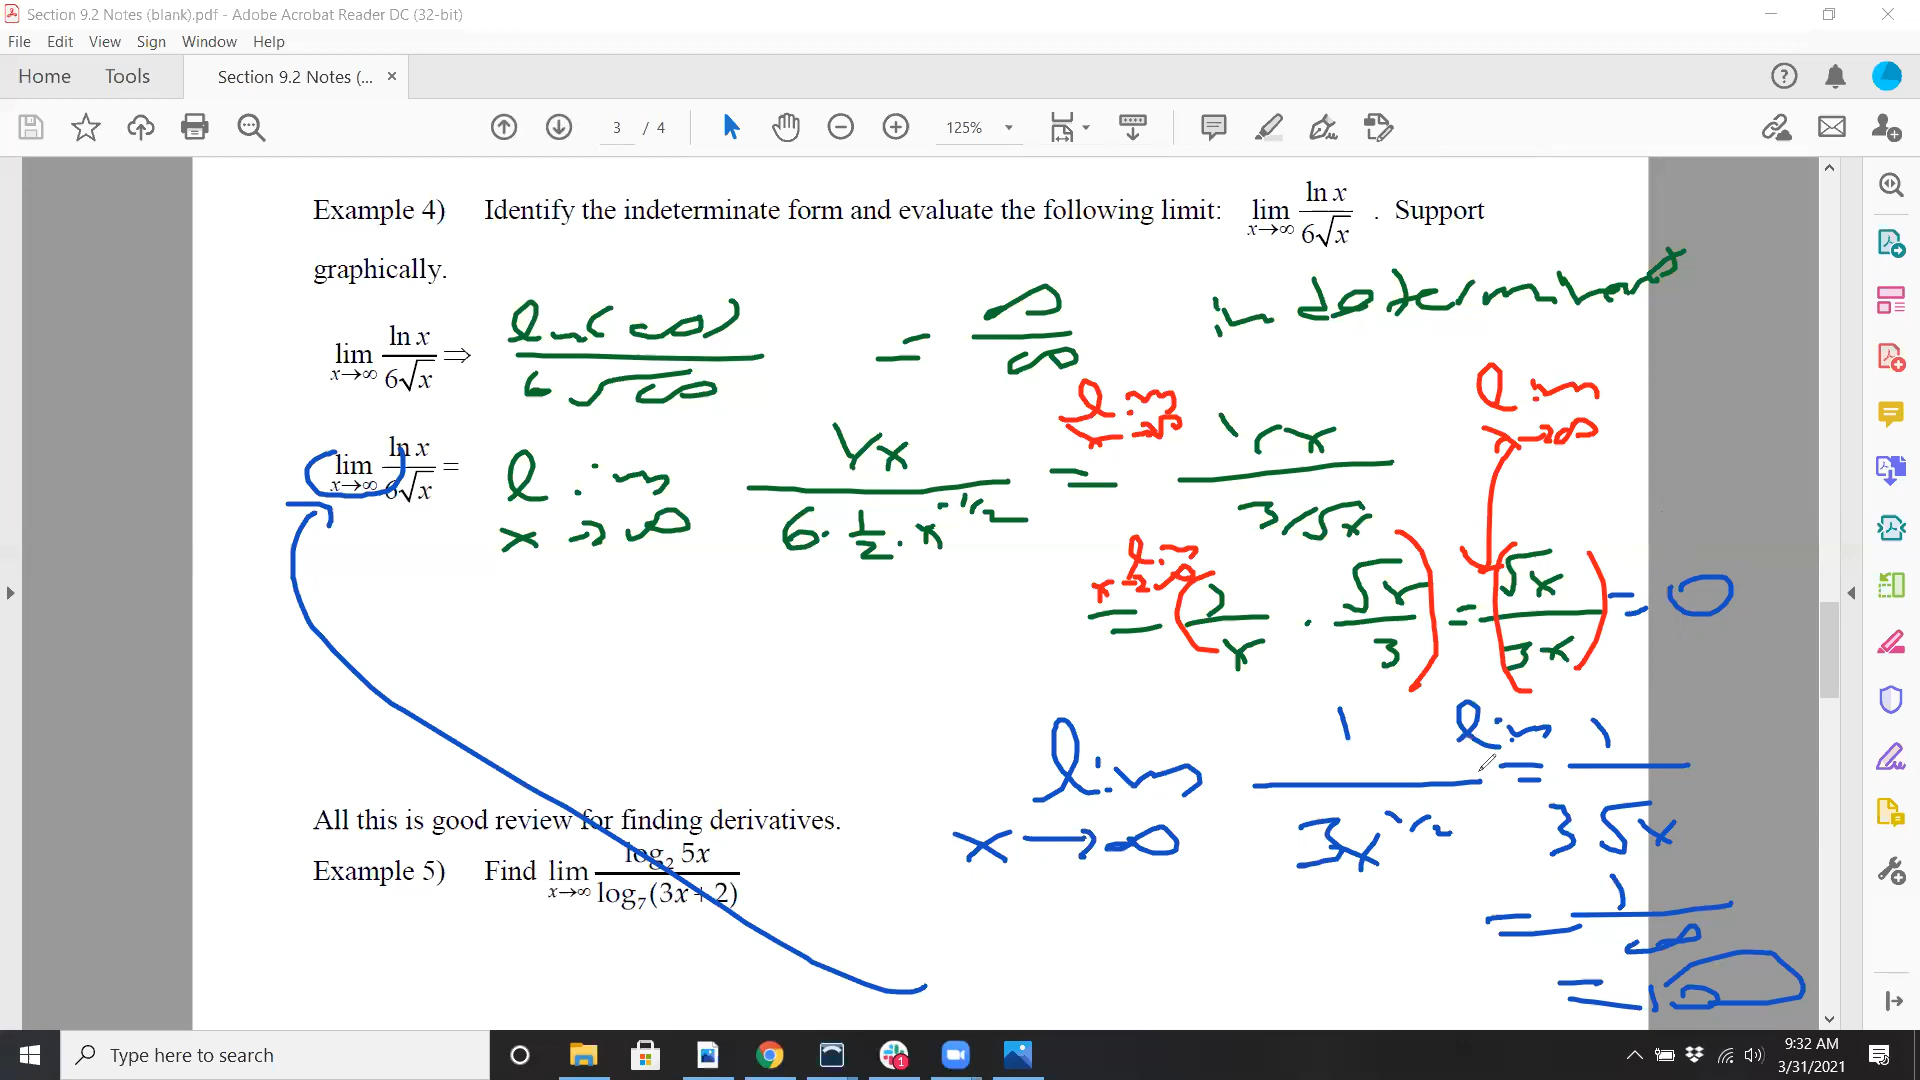 Section 9.2 Notes (blank).pdf - Adobe Acrobat Reader DC (32-bit)
File Edit View Sign Window Help
Home Tools Section 9.2 Notes (... ×
3 / 4 125%
Example 4) Identify the indeterminate form and evaluate the following limit: lim x→∞ ln x / 6√x . Support
graphically.
lim x→∞ ln x / 6√x ⇒ ln(∞) / 6√∞ = ∞ / ∞ indeterminant
lim x→∞ ln x / 6√x = lim x→∞ 1/x / 6 · 1/2 · x^-1/2 = lim x→∞ 1/x / 3/√x lim x→∞
= lim x→∞ ( / x · √x / 3 ) = ( √x / 3x ) = 0
lim x→∞ 1 / 3x^1/2 = lim 1 / 3√x
= 1 / ∞
= 0
All this is good review for finding derivatives.
Example 5) Find lim x→∞ log₂ 5x / log₇(3x + 2)
Type here to search
1
9:32 AM
3/31/2021